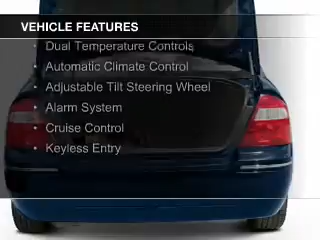 VEHICLE FEATURES
• Dual Temperature Controls
• Automatic Climate Control
• Adjustable Tilt Steering Wheel
• Alarm System
• Cruise Control
• Keyless Entry